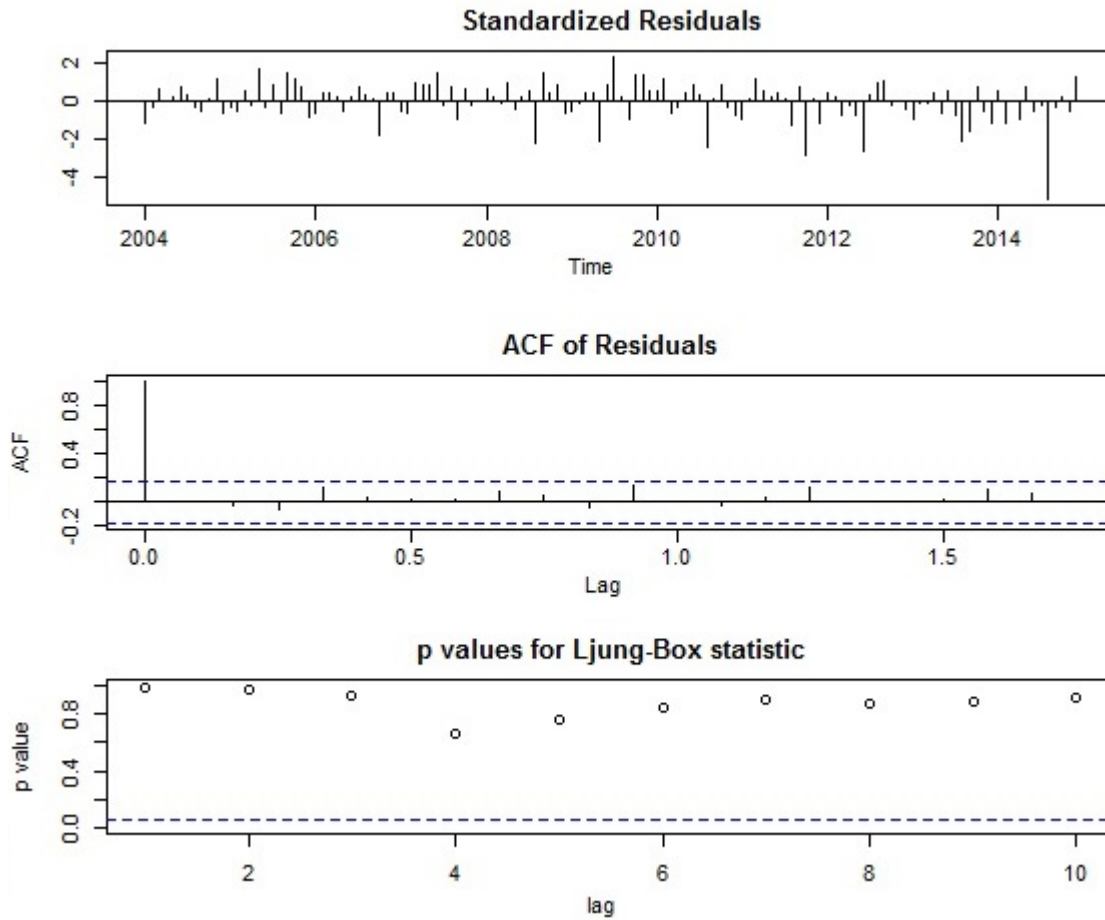 Standardized Residuals
2
0
-2
-4
2004 2006 2008 2010 2012 2014
Time
ACF of Residuals
ACF
0.8
0.4
-0.2
0.0 0.5 1.0 1.5
Lag
p values for Ljung-Box statistic
p value
0.8
0.4
0.0
2 4 6 8 10
lag